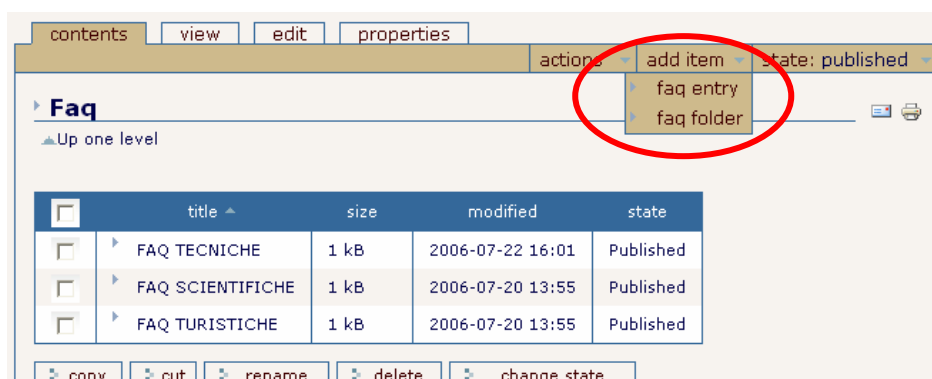 contents view edit properties
actions add item state: published
faq entry
faq folder
Faq
Up one level
title size modified state
FAQ TECNICHE 1 kB 2006-07-22 16:01 Published
FAQ SCIENTIFICHE 1 kB 2006-07-20 13:55 Published
FAQ TURISTICHE 1 kB 2006-07-20 13:55 Published
copy cut rename delete change state